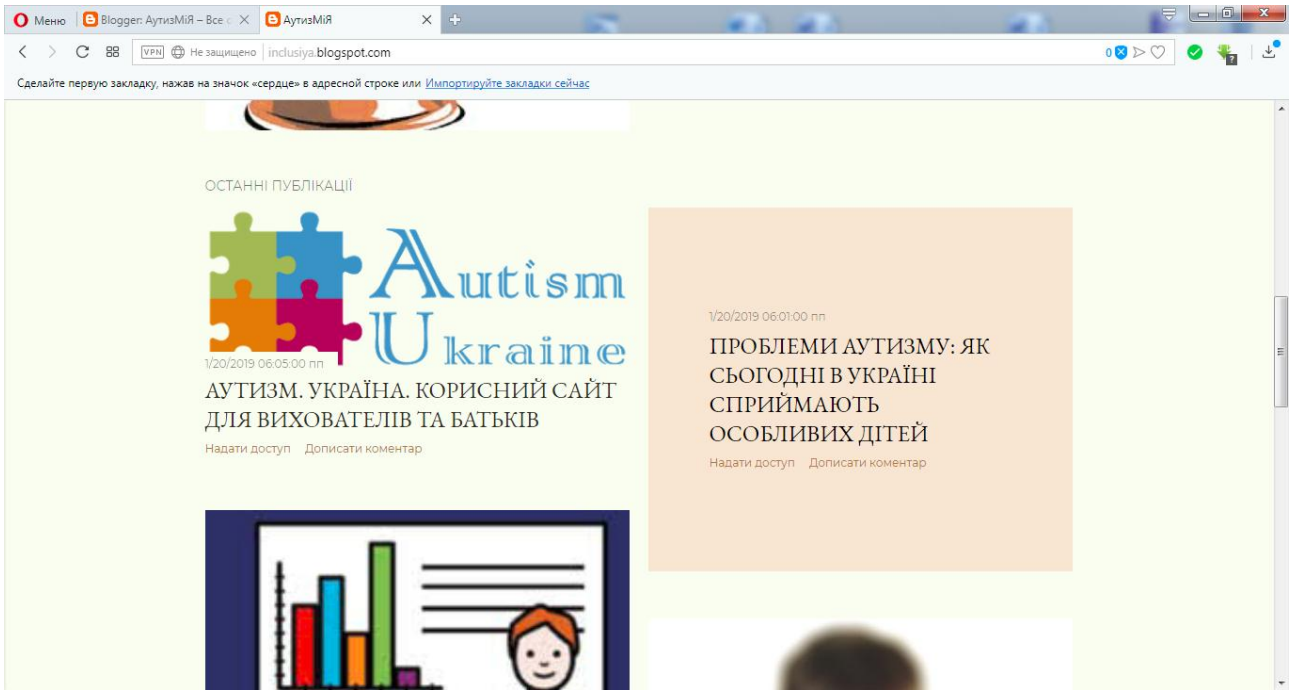 Меню
Blogger: АутизМіЯ – Все
АутизМіЯ
VPN Не защищено inclusiya.blogspot.com
0
Сделайте первую закладку, нажав на значок «сердце» в адресной строке или Импортируйте закладки сейчас
ОСТАННІ ПУБЛІКАЦІЇ
Autism
Ukraine
1/20/2019 06:05:00 пп
АУТИЗМ. УКРАЇНА. КОРИСНИЙ САЙТ
ДЛЯ ВИХОВАТЕЛІВ ТА БАТЬКІВ
Надати доступ Дописати коментар
1/20/2019 06:01:00 пп
ПРОБЛЕМИ АУТИЗМУ: ЯК
СЬОГОДНІ В УКРАЇНІ
СПРИЙМАЮТЬ
ОСОБЛИВИХ ДІТЕЙ
Надати доступ Дописати коментар